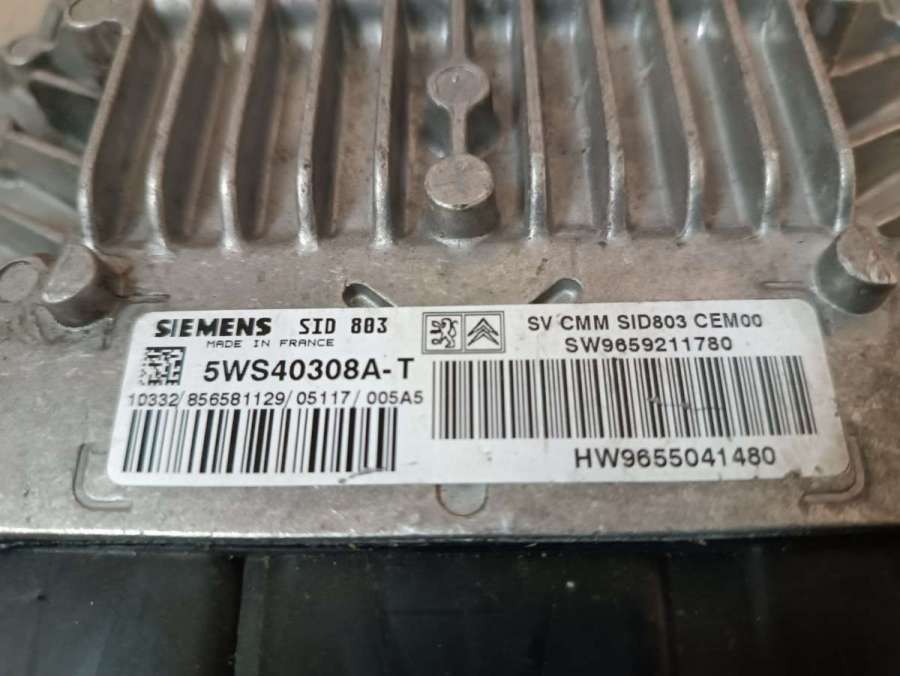 SIEMENS SID 803
MADE IN FRANCE
5WS40308A-T
10332/856581129/05117/005A5
SV CMM SID803 CEM00
SW9659211780
HW9655041480